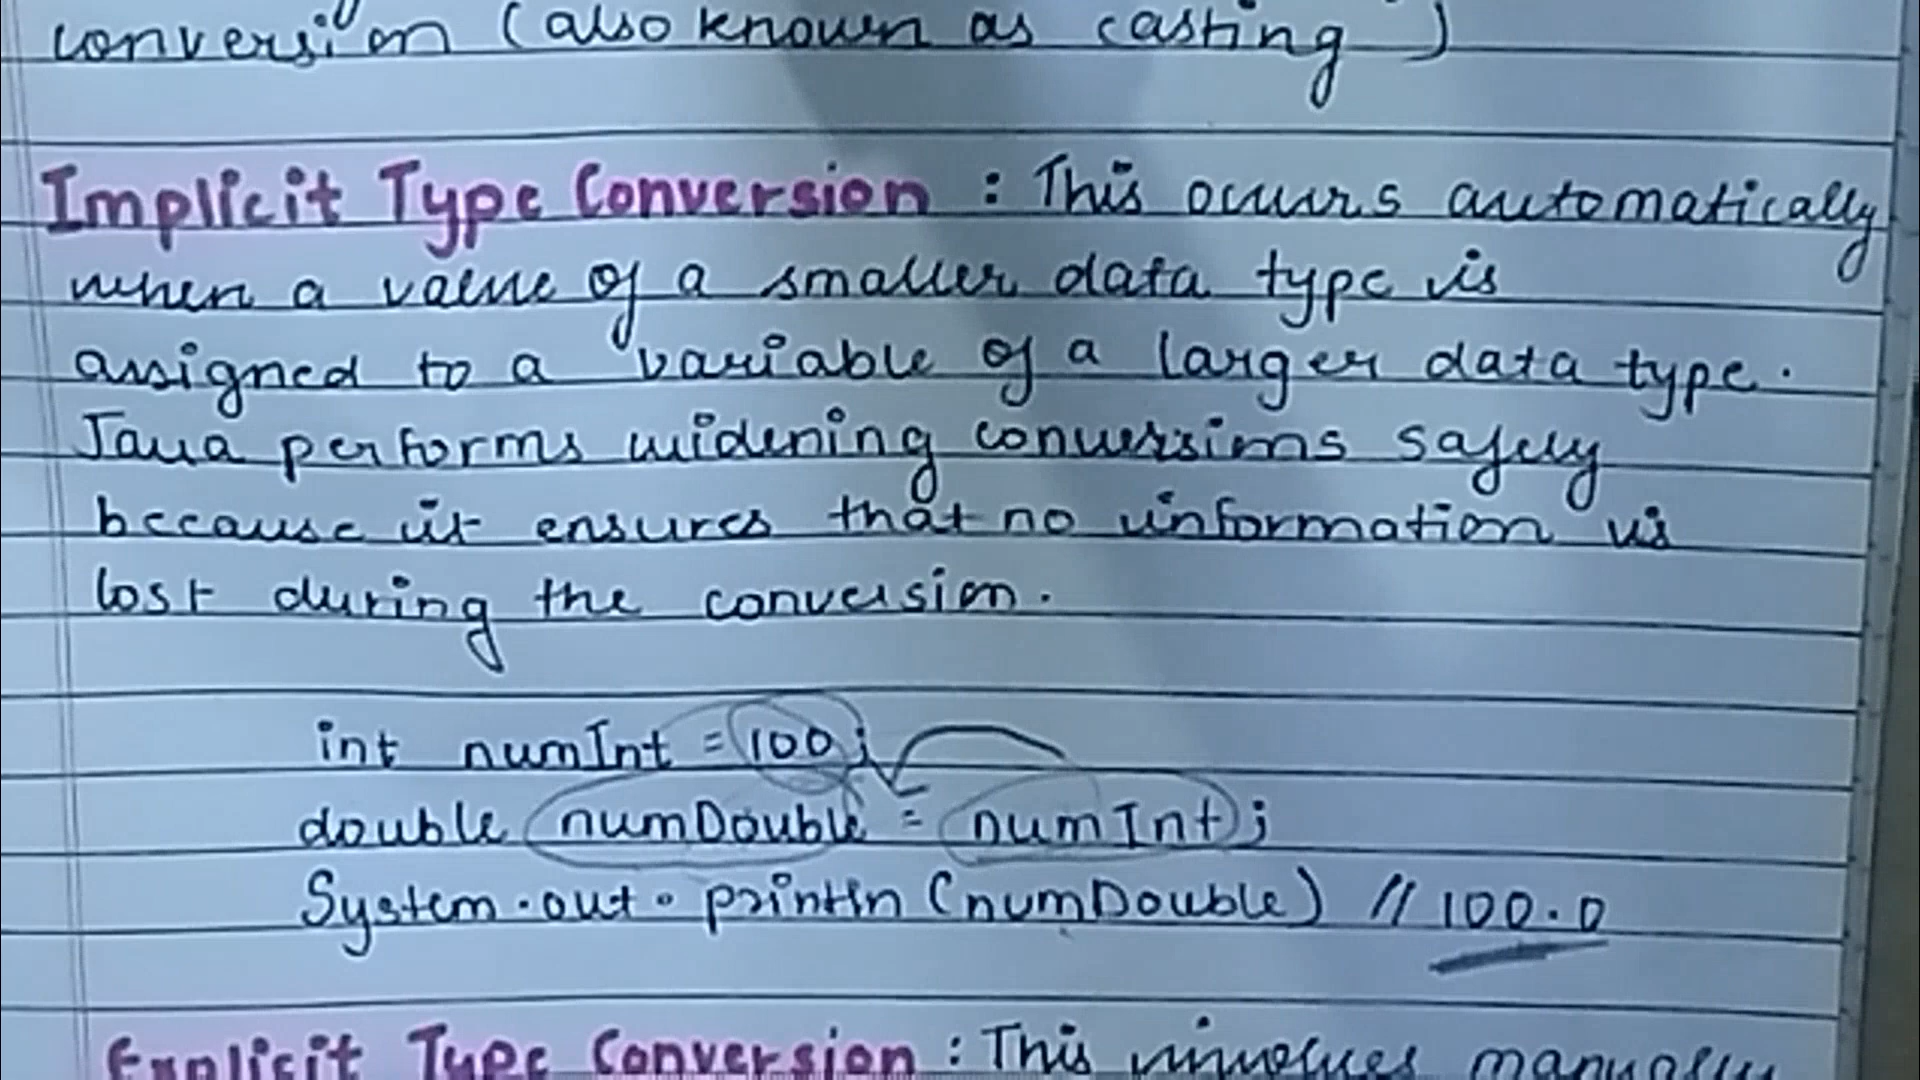 conversion (also known as casting)
Implicit Type Conversion : This occurs automatically
when a value of a smaller data type is
assigned to a variable of a larger data type.
Java performs widening conversions safely
because it ensures that no information is
lost during the conversion.
int numInt = 100;
double numDouble = numInt;
System.out.println (numDouble) // 100.0
Explicit Type Conversion : This involves manually